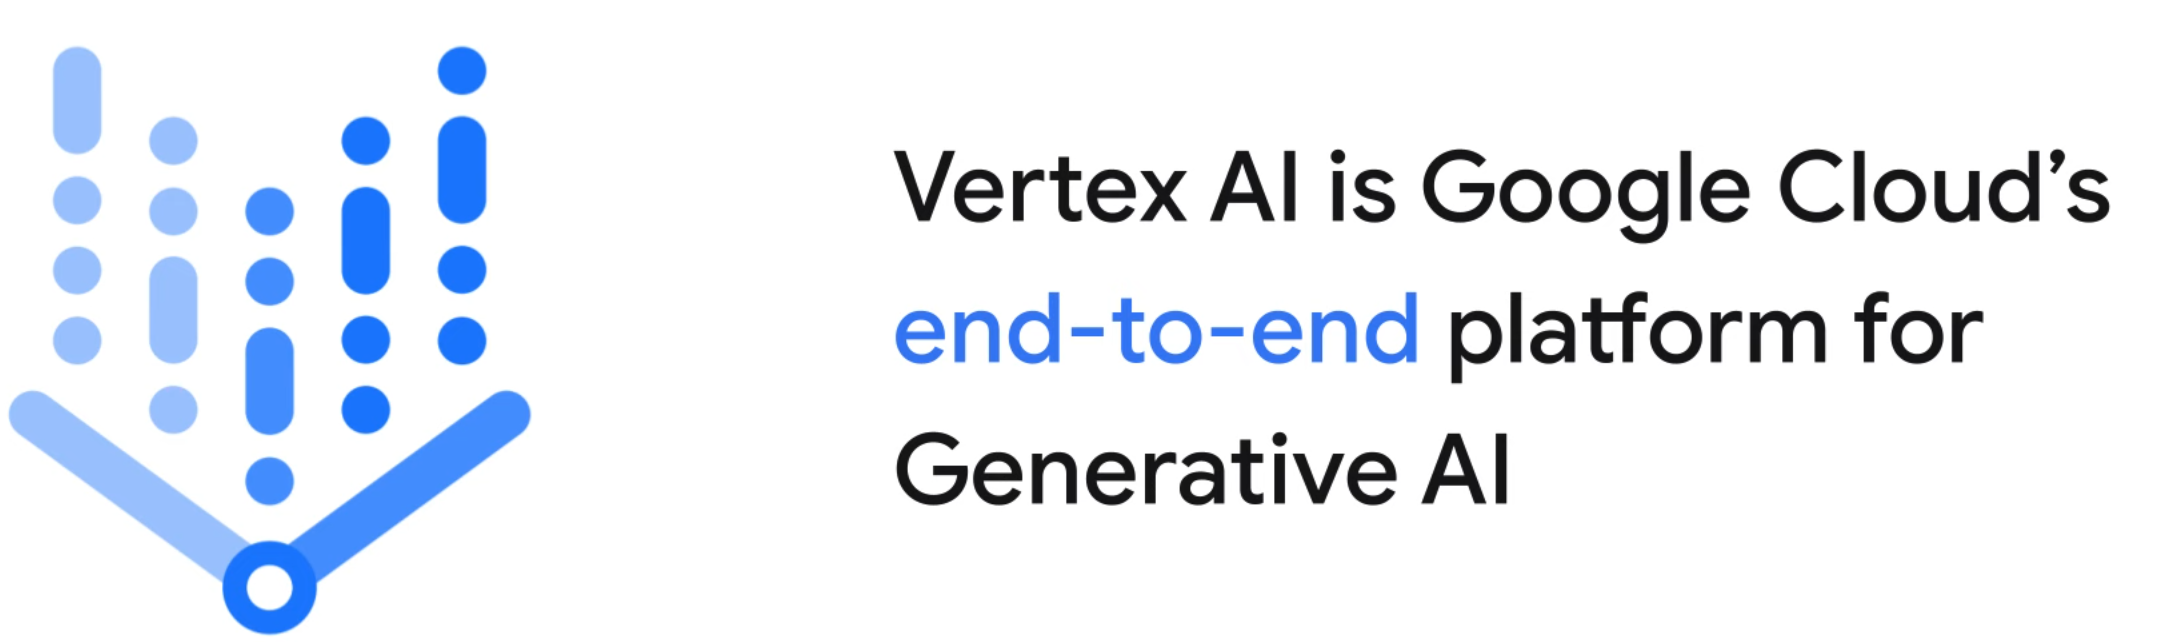 Vertex AI is Google Cloud’s
end-to-end platform for
Generative AI